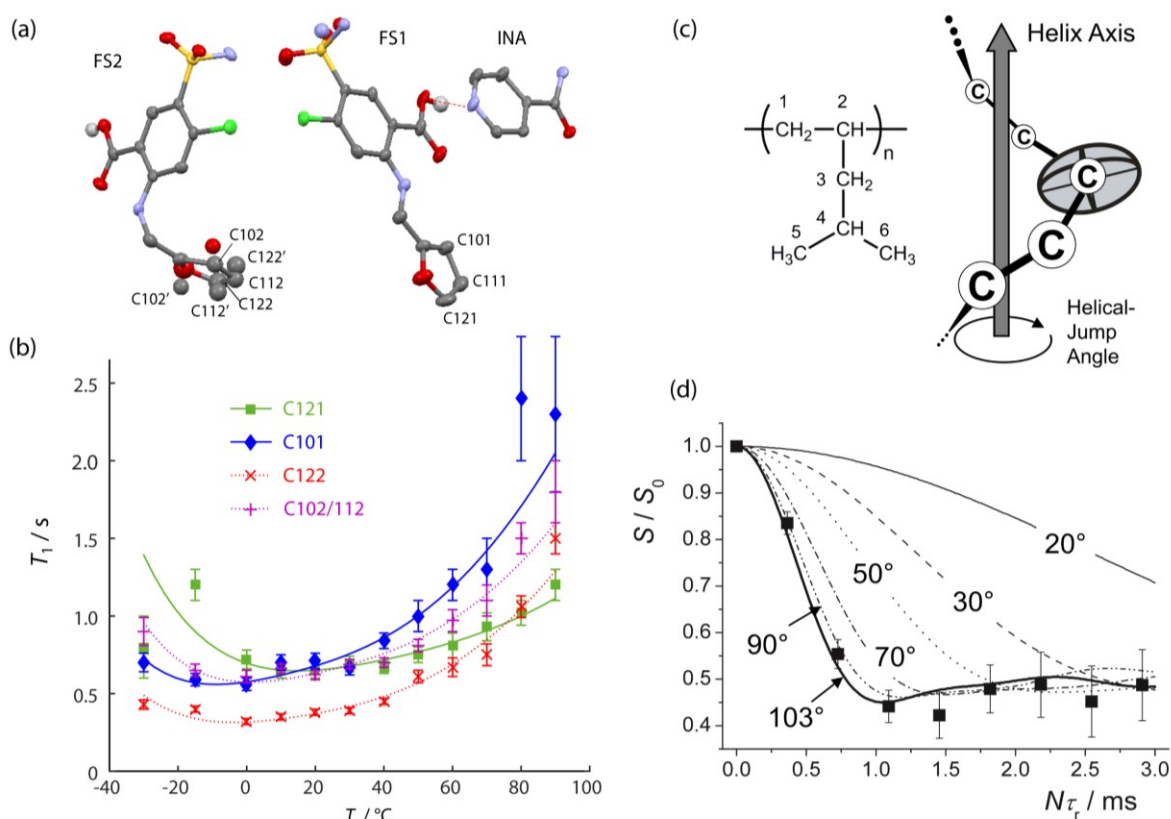 (a)
FS2
FS1
INA
C102
C122'
C112
C122
C112'
C102'
C101
C111
C121
(b)
T1 / s
2.5
2.0
1.5
1.0
0.5
0
C121
C101
C122
C102/112
-40 -20 0 20 40 60 80 100
T / °C
(c)
1 2
CH2 CH n
3 CH2
4 CH
5 6
H3C CH3
Helix Axis
C
C
C
C
C
Helical-
Jump
Angle
(d)
S / S0
1.0
0.9
0.8
0.7
0.6
0.5
0.4
20°
50°
30°
90°
70°
103°
0.0 0.5 1.0 1.5 2.0 2.5 3.0
Nτr / ms